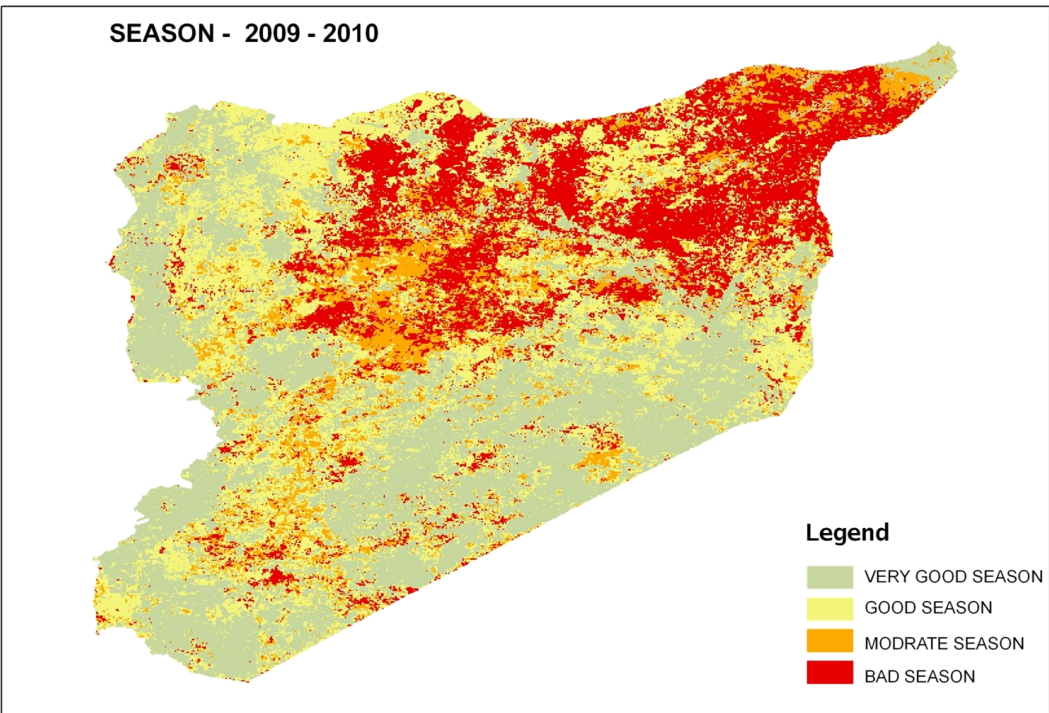 SEASON - 2009 - 2010
Legend
VERY GOOD SEASON
GOOD SEASON
MODRATE SEASON
BAD SEASON